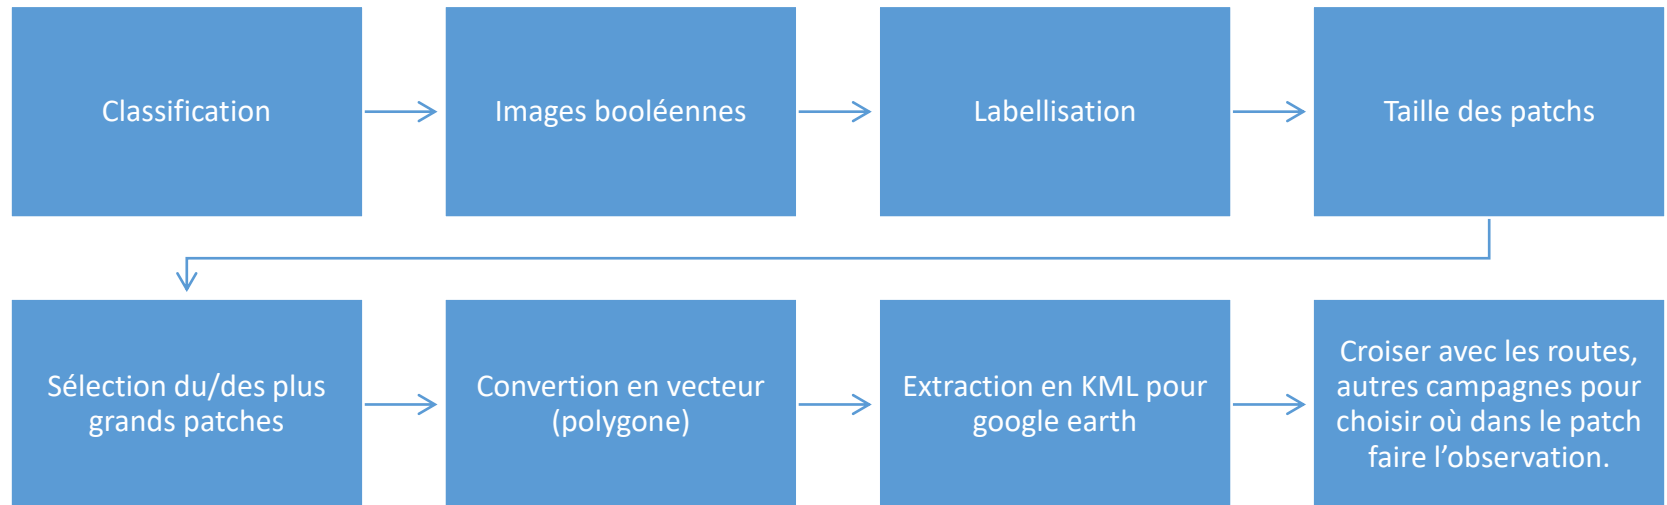 Classification
Images booléennes
Labellisation
Taille des patchs
Sélection du/des plus
grands patches
Convertion en vecteur
(polygone)
Extraction en KML pour
google earth
Croiser avec les routes,
autres campagnes pour
choisir où dans le patch
faire l’observation.